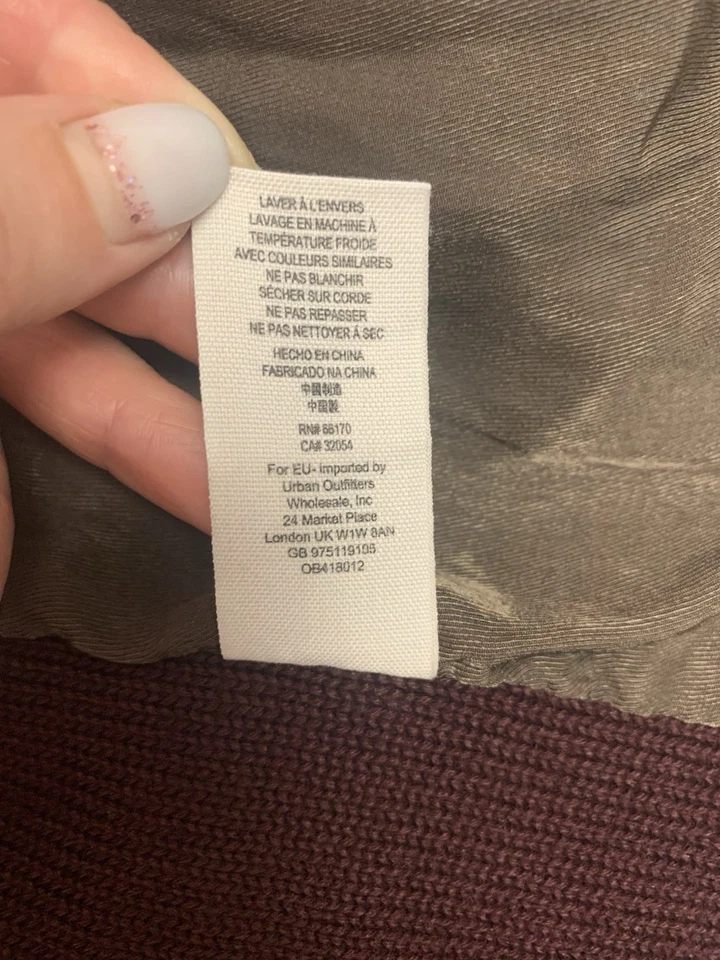 LAVER À L'ENVERS
LAVAGE EN MACHINE À
TEMPÉRATURE FROIDE
AVEC COULEURS SIMILAIRES
NE PAS BLANCHIR
SÉCHER SUR CORDE
NE PAS REPASSER
NE PAS NETTOYER À SEC
HECHO EN CHINA
FABRICADO NA CHINA
中國制造
中国製
RN# 66170
CA# 32054
For EU- Imported by
Urban Outfitters
Wholesale, Inc
24 Market Place
London UK W1W 8AN
GB 975119105
OB418012